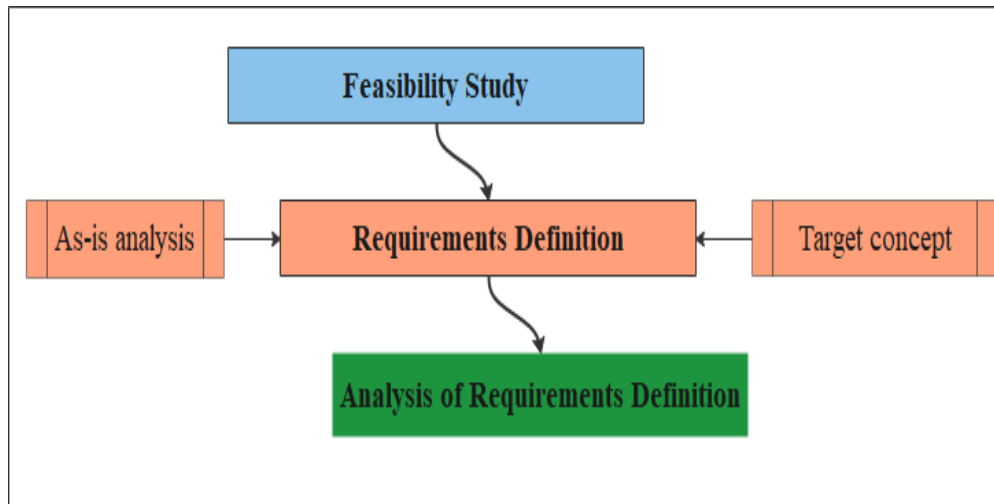 Feasibility Study
As-is analysis
Requirements Definition
Target concept
Analysis of Requirements Definition